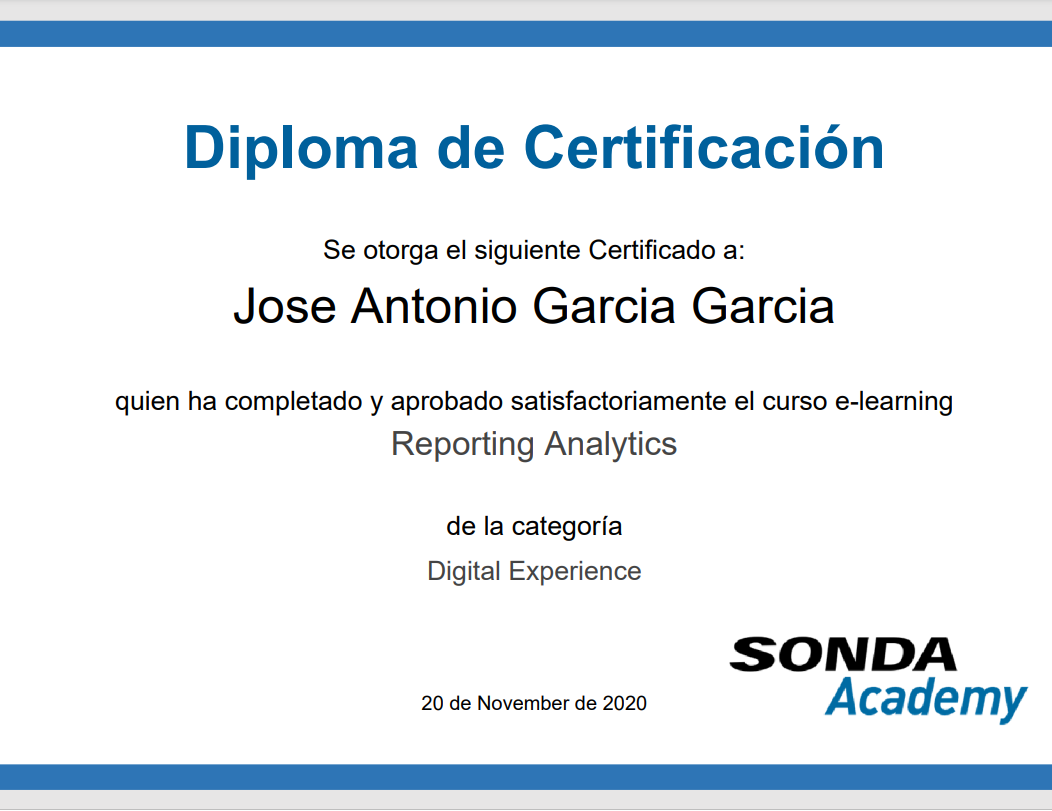 Diploma de Certificación
Se otorga el siguiente Certificado a:
Jose Antonio Garcia Garcia
quien ha completado y aprobado satisfactoriamente el curso e-learning
Reporting Analytics
de la categoría
Digital Experience
SONDA
Academy
20 de November de 2020